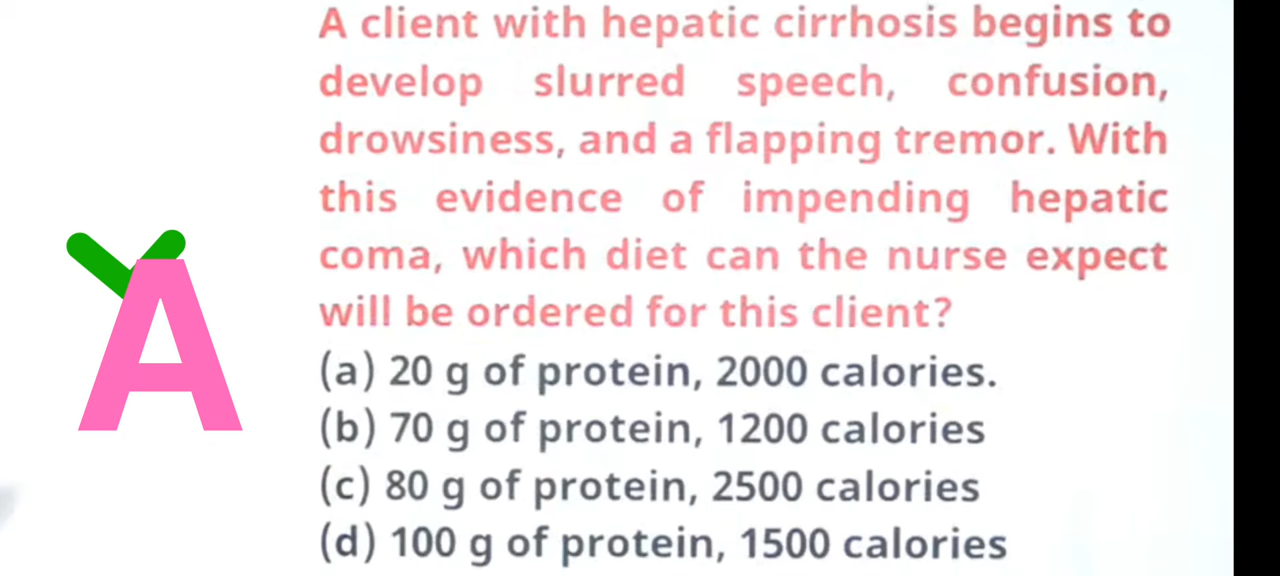 A client with hepatic cirrhosis begins to
develop slurred speech, confusion,
drowsiness, and a flapping tremor. With
this evidence of impending hepatic
coma, which diet can the nurse expect
will be ordered for this client?
(a) 20 g of protein, 2000 calories.
(b) 70 g of protein, 1200 calories
(c) 80 g of protein, 2500 calories
(d) 100 g of protein, 1500 calories
A